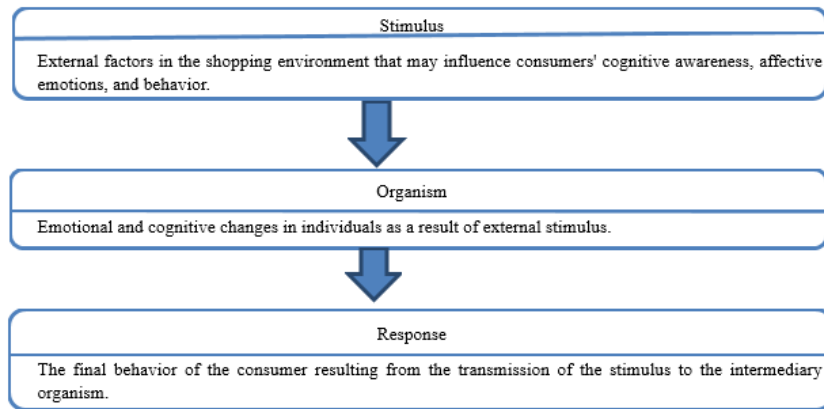 Stimulus
External factors in the shopping environment that may influence consumers' cognitive awareness, affective
emotions, and behavior.
Organism
Emotional and cognitive changes in individuals as a result of external stimulus.
Response
The final behavior of the consumer resulting from the transmission of the stimulus to the intermediary
organism.